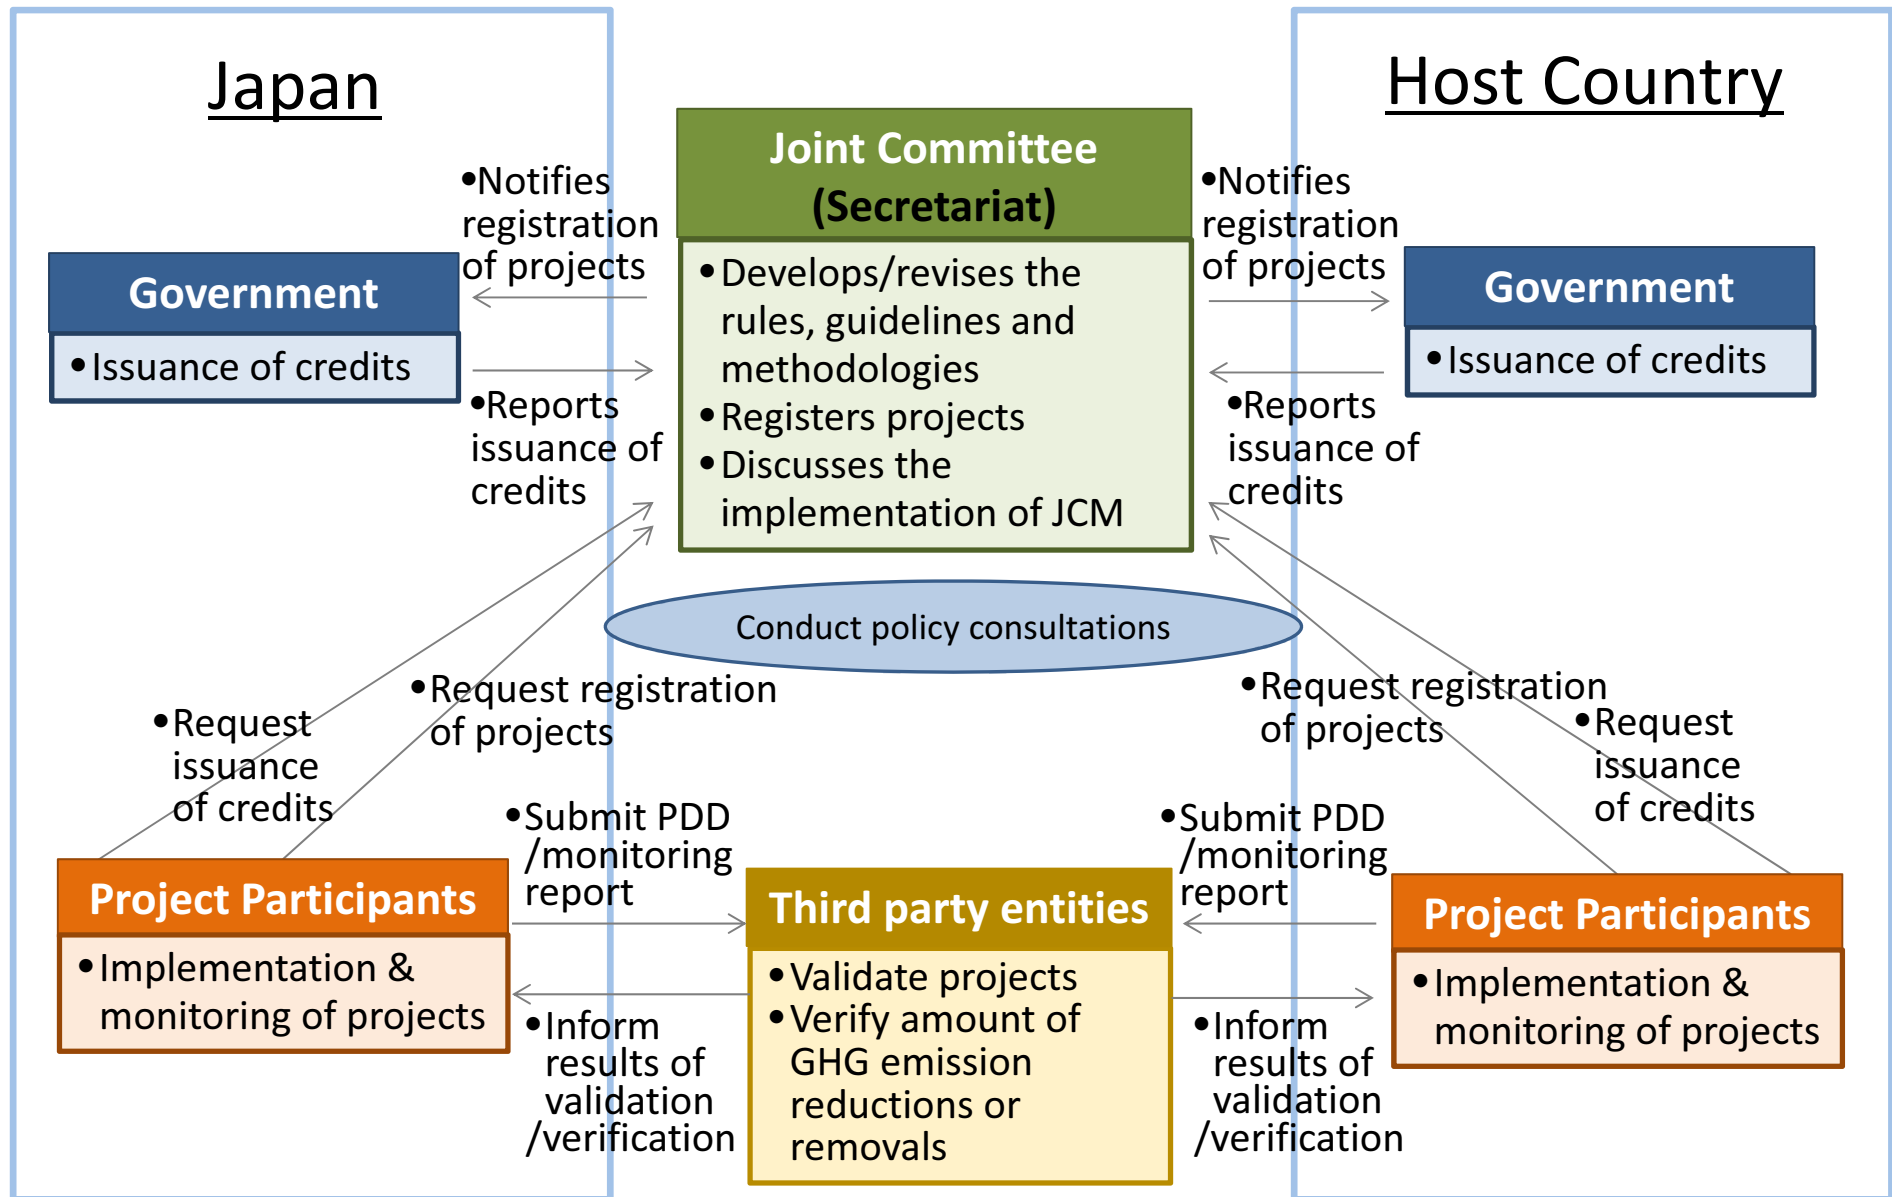 Japan
Host Country
Joint Committee
(Secretariat)
•Notifies
registration
of projects
•Notifies
registration
of projects
Government
•Issuance of credits
•Develops/revises the
rules, guidelines and
methodologies
•Registers projects
•Discusses the
implementation of JCM
Government
•Issuance of credits
•Reports
issuance of
credits
•Reports
issuance of
credits
Conduct policy consultations
•Request
issuance
of credits
•Request registration
of projects
•Request registration
of projects
•Request
issuance
of credits
•Submit PDD
/monitoring
report
•Submit PDD
/monitoring
report
Project Participants
•Implementation &
monitoring of projects
Third party entities
•Validate projects
•Verify amount of
GHG emission
reductions or
removals
Project Participants
•Implementation &
monitoring of projects
•Inform
results of
validation
/verification
•Inform
results of
validation
/verification